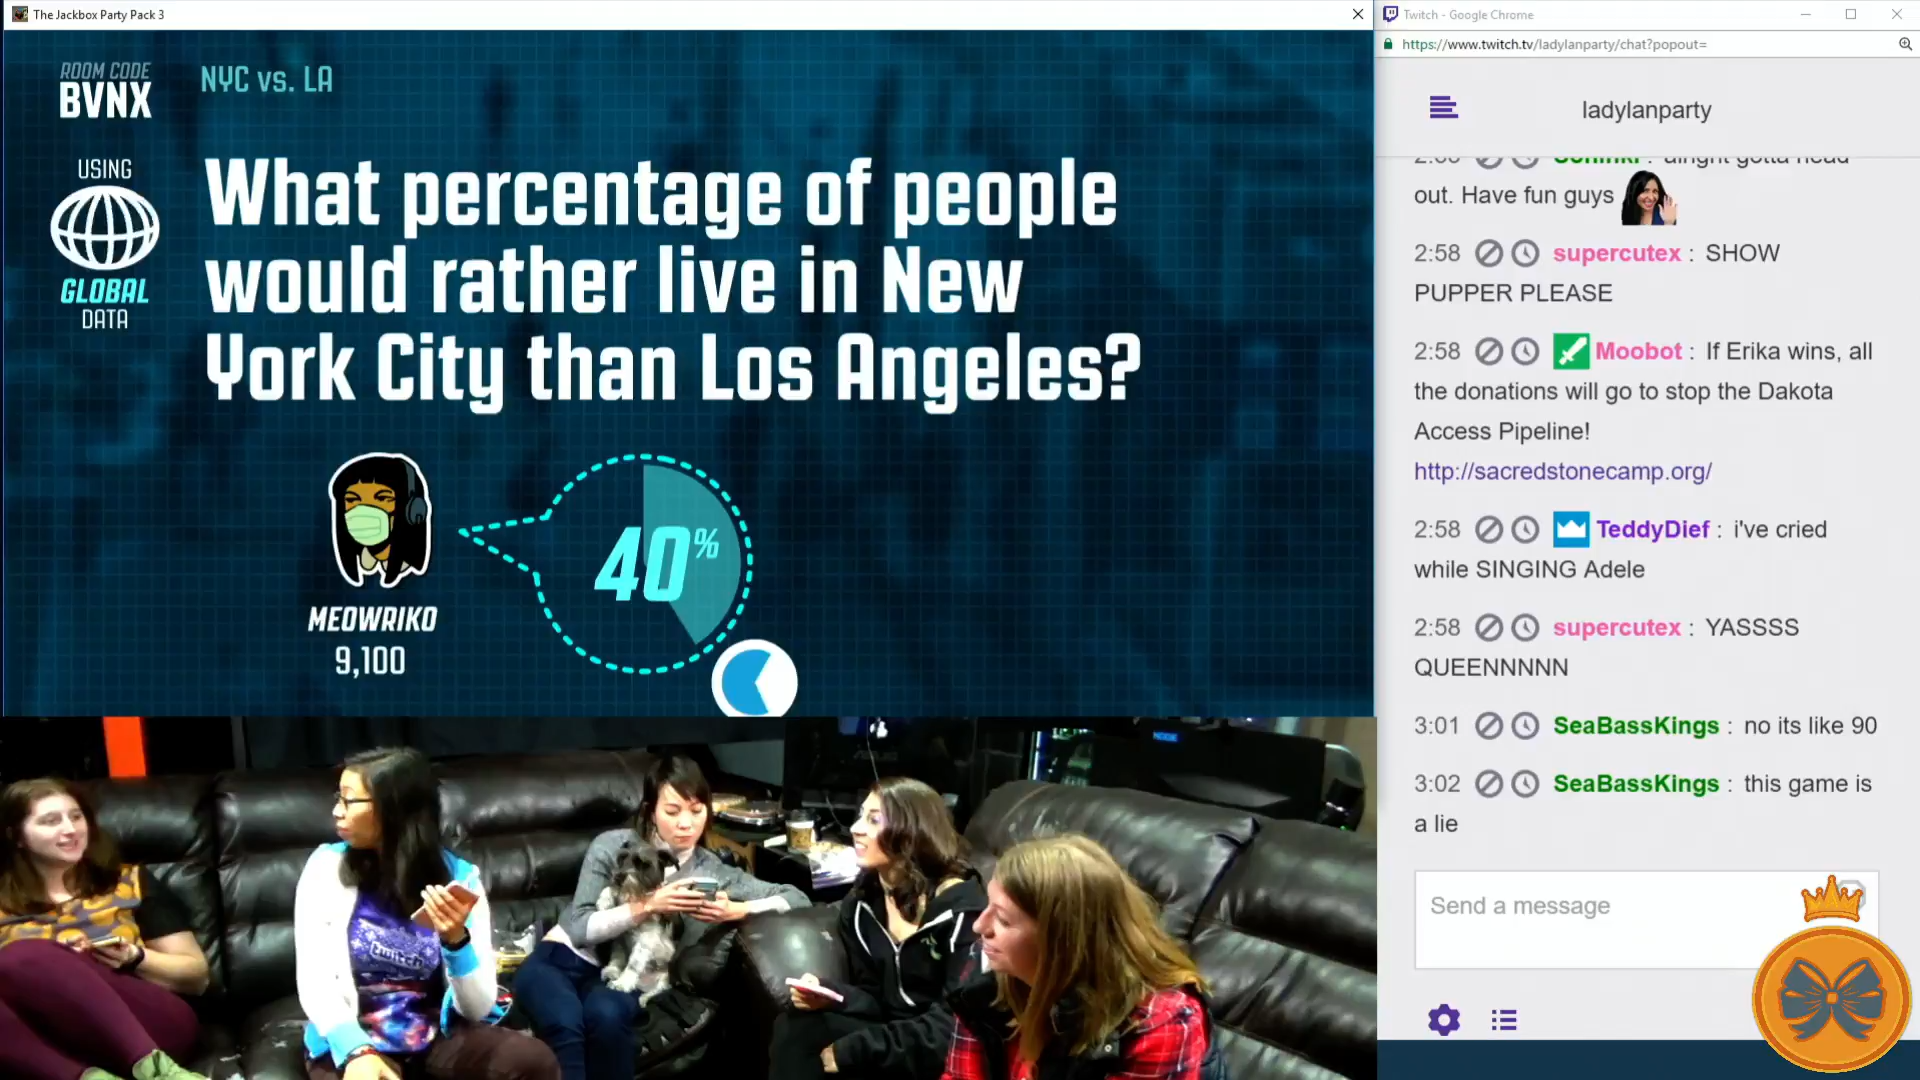 The Jackbox Party Pack 3
ROOM CODE
BVNX
NYC vs. LA
USING
GLOBAL
DATA
What percentage of people
would rather live in New
York City than Los Angeles?
40%
MEOWRIKO
9,100
twitch
Twitch - Google Chrome
https://www.twitch.tv/ladylanparty/chat?popout=
ladylanparty
alright gotta head
out. Have fun guys
2:58 supercutex : SHOW
PUPPER PLEASE
2:58 Moobot : If Erika wins, all
the donations will go to stop the Dakota
Access Pipeline!
http://sacredstonecamp.org/
2:58 TeddyDief : i've cried
while SINGING Adele
2:58 supercutex : YASSSS
QUEENNNNN
3:01 SeaBassKings : no its like 90
3:02 SeaBassKings : this game is
a lie
Send a message